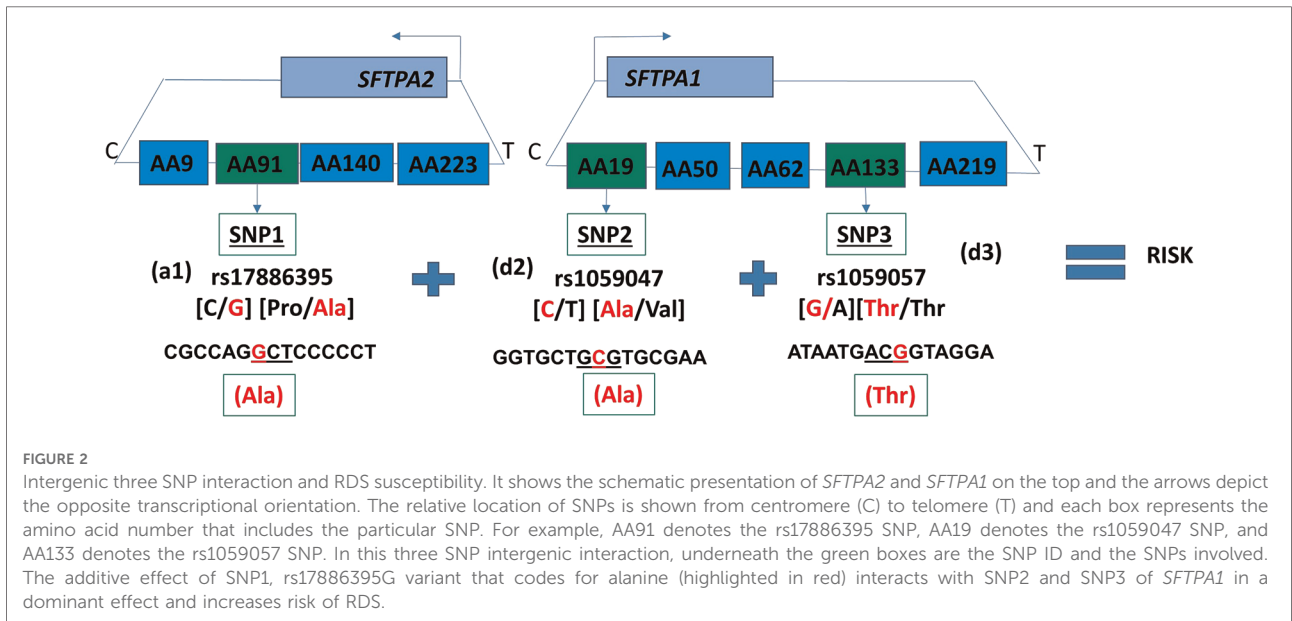 SFTPA2 SFTPA1
C AA9 AA91 AA140 AA223 T C AA19 AA50 AA62 AA133 AA219 T
SNP1 SNP2 SNP3
(a1) (d2) (d3) RISK
rs17886395 rs1059047 rs1059057
[C/G] [Pro/Ala] [C/T] [Ala/Val] [G/A][Thr/Thr
CGCCAGGCTCCCCCT GGTGCTGCGTGCGAA ATAATGACGGTAGGA
(Ala) (Ala) (Thr)
FIGURE 2
Intergenic three SNP interaction and RDS susceptibility. It shows the schematic presentation of SFTPA2 and SFTPA1 on the top and the arrows depict
the opposite transcriptional orientation. The relative location of SNPs is shown from centromere (C) to telomere (T) and each box represents the
amino acid number that includes the particular SNP. For example, AA91 denotes the rs17886395 SNP, AA19 denotes the rs1059047 SNP, and
AA133 denotes the rs1059057 SNP. In this three SNP intergenic interaction, underneath the green boxes are the SNP ID and the SNPs involved.
The additive effect of SNP1, rs17886395G variant that codes for alanine (highlighted in red) interacts with SNP2 and SNP3 of SFTPA1 in a
dominant effect and increases risk of RDS.